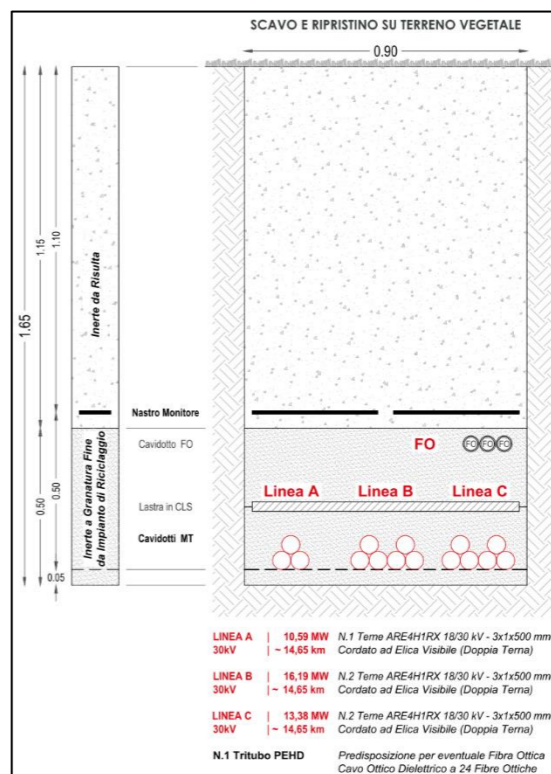 SCAVO E RIPRISTINO SU TERRENO VEGETALE
0.90
1.65
1.15
1.10
Inerte da Risulta
Nastro Monitore
Cavidotto FO
FO
FO FO FO
0.50
0.50
Inerte a Granatura Fine
da Impianto di Riciclaggio
Linea A
Linea B
Linea C
Lastra in CLS
Cavidotti MT
0.05
LINEA A | 10,59 MW N.1 Terne ARE4H1RX 18/30 kV - 3x1x500 mm
30kV | ~ 14,65 km Cordato ad Elica Visibile (Doppia Terna)
LINEA B | 16,19 MW N.2 Terne ARE4H1RX 18/30 kV - 3x1x500 mm
30kV | ~ 14,65 km Cordato ad Elica Visibile (Doppia Terna)
LINEA C | 13,38 MW N.2 Terne ARE4H1RX 18/30 kV - 3x1x500 mm
30kV | ~ 14,65 km Cordato ad Elica Visibile (Doppia Terna)
N.1 Tritubo PEHD Predisposizione per eventuale Fibra Ottica
Cavo Ottico Dielettrico a 24 Fibre Ottiche